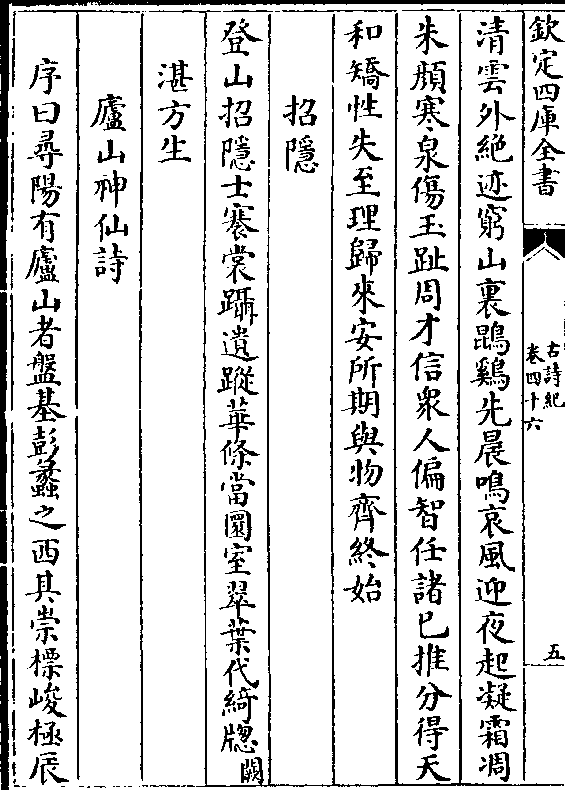 欽定四庫全書
古詩紀
卷四十六
五
清雲外絶迹窮山裏鵾鷄先晨鳴哀風迎夜起凝霜凋
朱顔寒泉傷玉趾周才信衆人偏智任諸已推分得天
和矯性失至理歸來安所期與物齊終始
招隱
登山招隱士褰裳躡遺蹤華條當圜室翠葉代綺牕闕
湛方生
廬山神仙詩
序曰尋陽有廬山者盤基彭蠡之西其崇標峻極辰